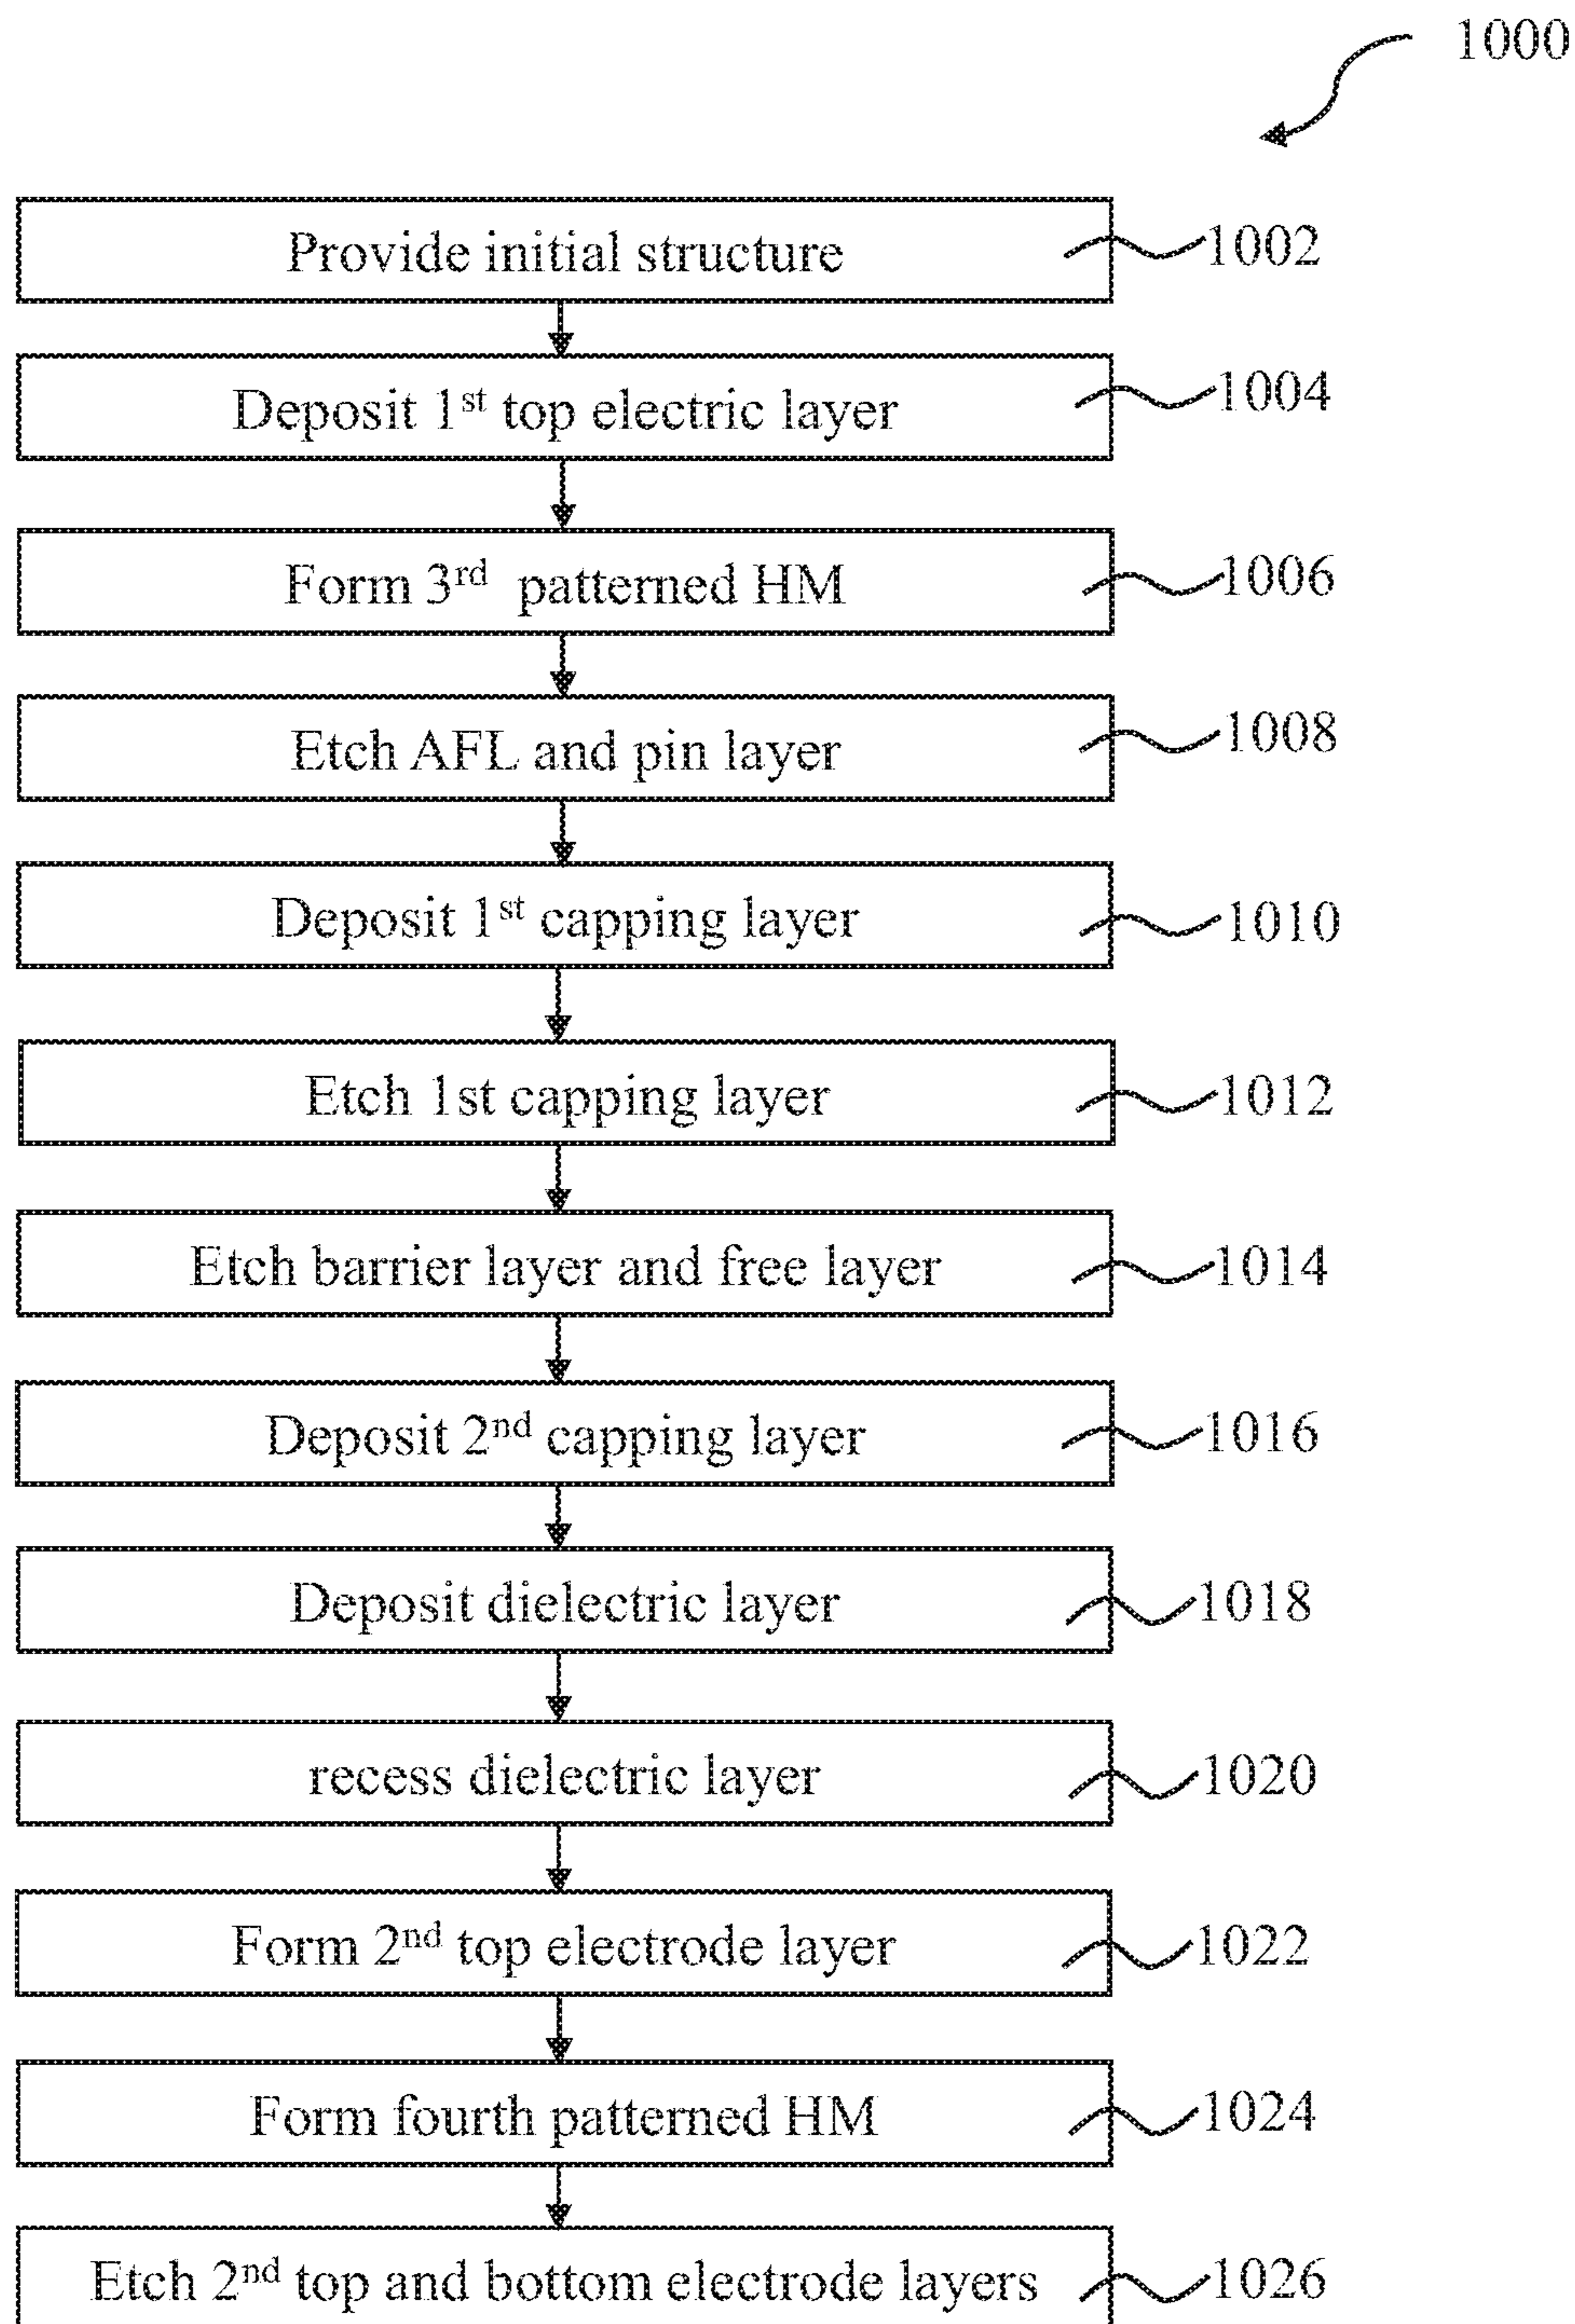 1000
Provide initial structure 1002
Deposit 1st top electric layer 1004
Form 3rd patterned HM 1006
Etch AFL and pin layer 1008
Deposit 1st capping layer 1010
Etch 1st capping layer 1012
Etch barrier layer and free layer 1014
Deposit 2nd capping layer 1016
Deposit dielectric layer 1018
recess dielectric layer 1020
Form 2nd top electrode layer 1022
Form fourth patterned HM 1024
Etch 2nd top and bottom electrode layers 1026